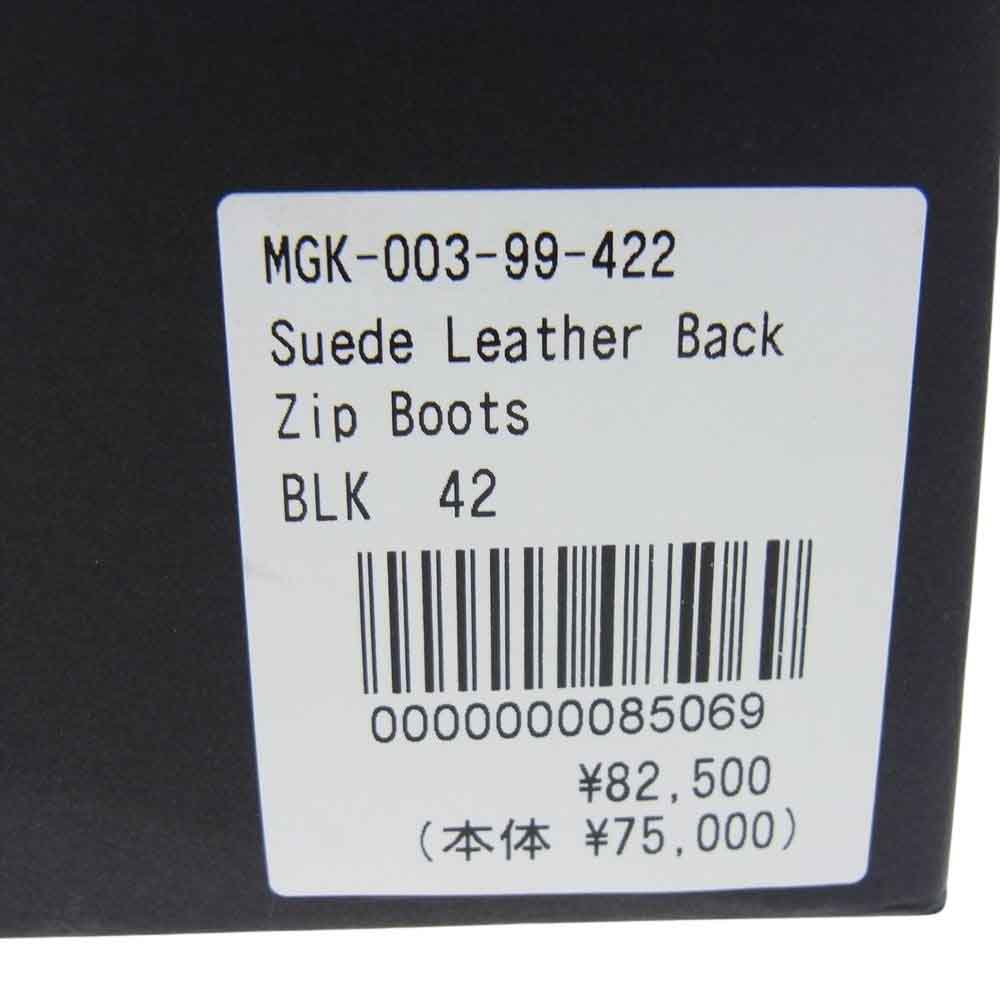 MGK-003-99-422
Suede Leather Back
Zip Boots
BLK 42
0000000085069
¥82,500
(本体 ¥75,000)